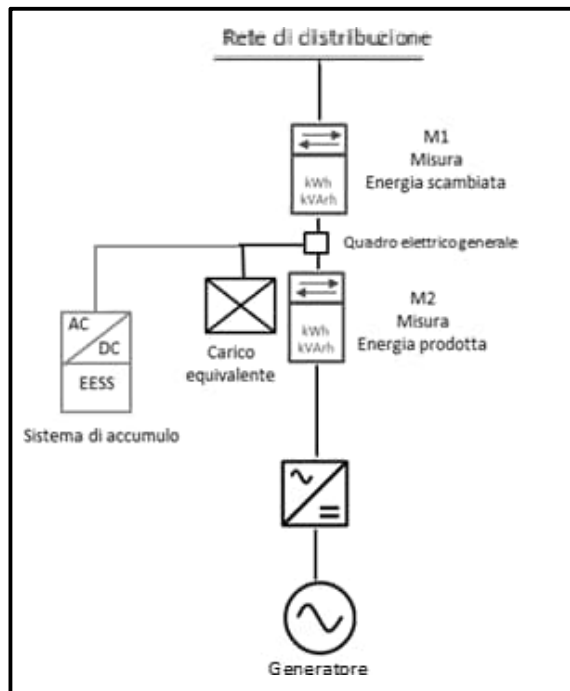 Rete di distribuzione
M1
Misura
Energia scambiata
kWh
kVArh
Quadro elettrico generale
M2
Misura
Energia prodotta
kWh
kVArh
AC
DC
EESS
Carico
equivalente
Sistema di accumulo
Generatore